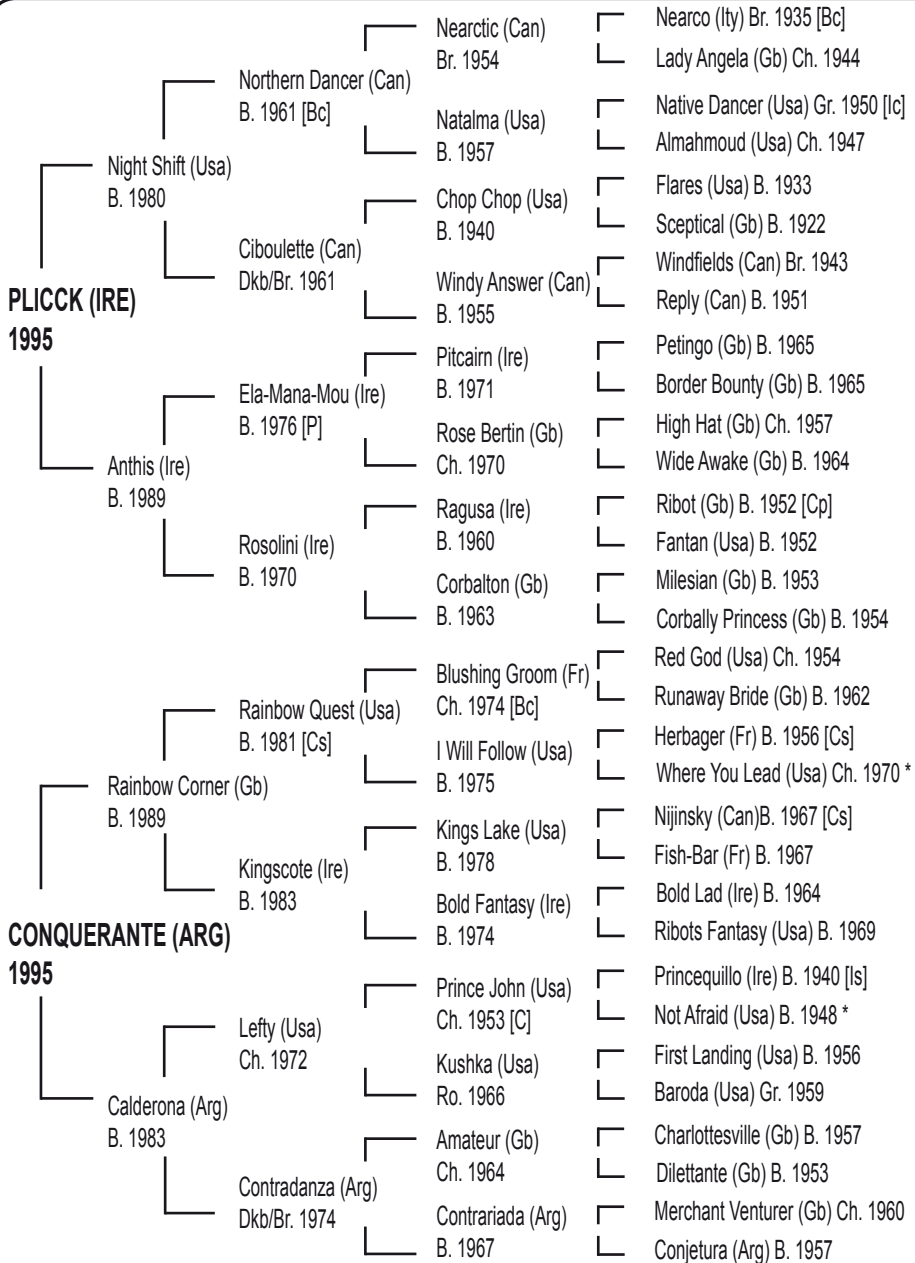 Nearco (Ity) Br. 1935 [Bc]
Nearctic (Can)
Br. 1954
Lady Angela (Gb) Ch. 1944
Northern Dancer (Can)
B. 1961 [Bc]
Native Dancer (Usa) Gr. 1950 [Ic]
Natalma (Usa)
B. 1957
Almahmoud (Usa) Ch. 1947
Night Shift (Usa)
B. 1980
Flares (Usa) B. 1933
Chop Chop (Usa)
B. 1940
Sceptical (Gb) B. 1922
Ciboulette (Can)
Dkb/Br. 1961
Windfields (Can) Br. 1943
Windy Answer (Can)
B. 1955
Reply (Can) B. 1951
PLICCK (IRE)
1995
Petingo (Gb) B. 1965
Pitcairn (Ire)
B. 1971
Border Bounty (Gb) B. 1965
Ela-Mana-Mou (Ire)
B. 1976 [P]
High Hat (Gb) Ch. 1957
Rose Bertin (Gb)
Ch. 1970
Wide Awake (Gb) B. 1964
Anthis (Ire)
B. 1989
Ribot (Gb) B. 1952 [Cp]
Ragusa (Ire)
B. 1960
Fantan (Usa) B. 1952
Rosolini (Ire)
B. 1970
Milesian (Gb) B. 1953
Corbalton (Gb)
B. 1963
Corbally Princess (Gb) B. 1954
Red God (Usa) Ch. 1954
Blushing Groom (Fr)
Ch. 1974 [Bc]
Runaway Bride (Gb) B. 1962
Rainbow Quest (Usa)
B. 1981 [Cs]
Herbager (Fr) B. 1956 [Cs]
I Will Follow (Usa)
B. 1975
Where You Lead (Usa) Ch. 1970 *
Rainbow Corner (Gb)
B. 1989
Nijinsky (Can)B. 1967 [Cs]
Kings Lake (Usa)
B. 1978
Fish-Bar (Fr) B. 1967
Kingscote (Ire)
B. 1983
Bold Lad (Ire) B. 1964
Bold Fantasy (Ire)
B. 1974
Ribots Fantasy (Usa) B. 1969
CONQUERANTE (ARG)
1995
Princequillo (Ire) B. 1940 [Is]
Prince John (Usa)
Ch. 1953 [C]
Not Afraid (Usa) B. 1948 *
Lefty (Usa)
Ch. 1972
First Landing (Usa) B. 1956
Kushka (Usa)
Ro. 1966
Baroda (Usa) Gr. 1959
Calderona (Arg)
B. 1983
Charlottesville (Gb) B. 1957
Amateur (Gb)
Ch. 1964
Dilettante (Gb) B. 1953
Contradanza (Arg)
Dkb/Br. 1974
Merchant Venturer (Gb) Ch. 1960
Contrariada (Arg)
B. 1967
Conjetura (Arg) B. 1957